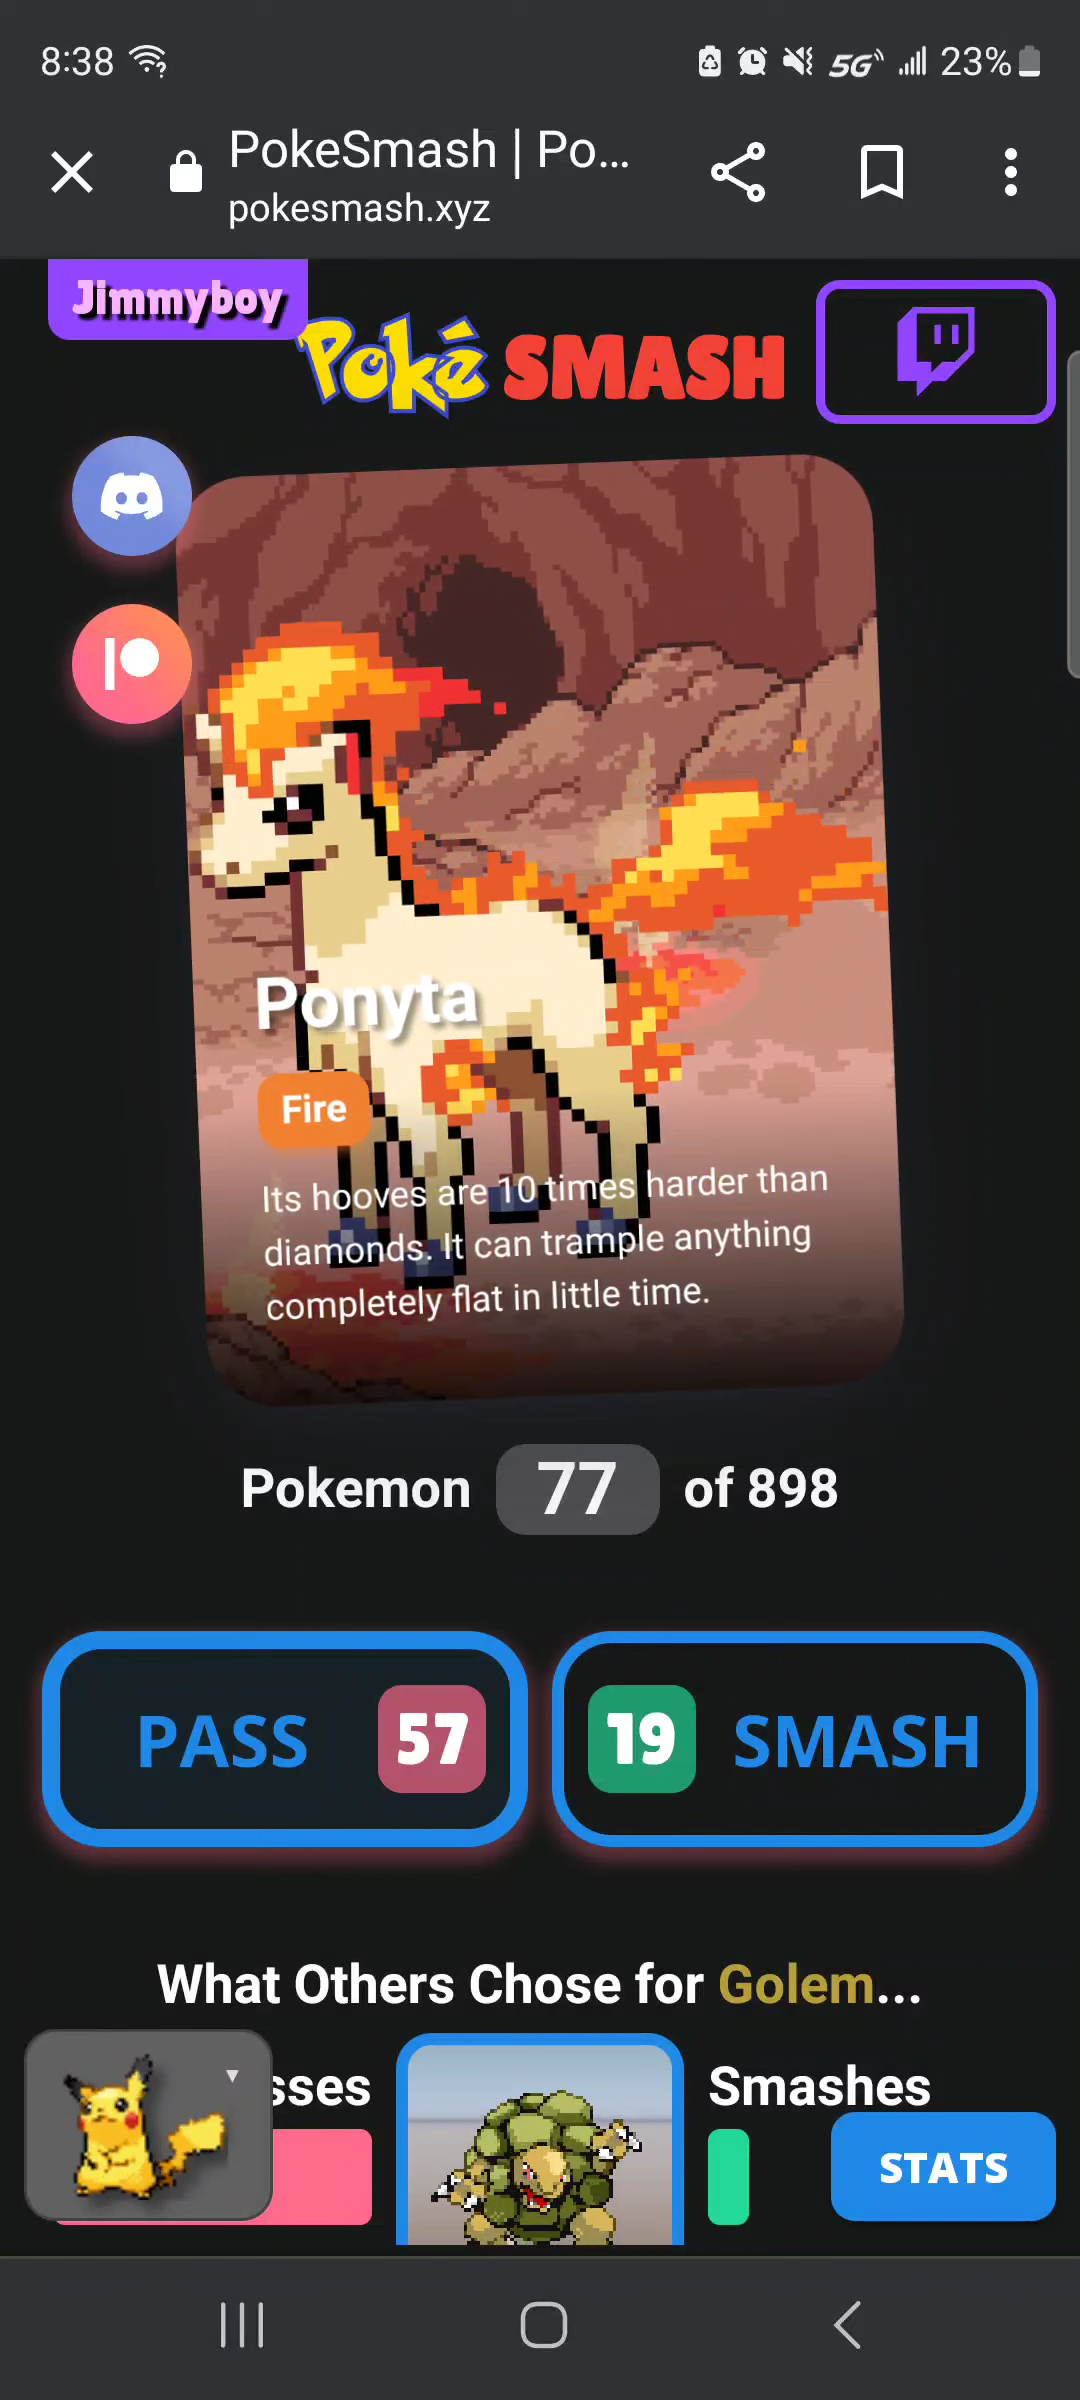 8:38
5G
23%
PokeSmash | Po...
pokesmash.xyz
Jimmyboy
Poké SMASH
Ponyta
Fire
Its hooves are 10 times harder than
diamonds. It can trample anything
completely flat in little time.
Pokemon 77 of 898
PASS 57
19 SMASH
What Others Chose for Golem...
sses
Smashes
STATS